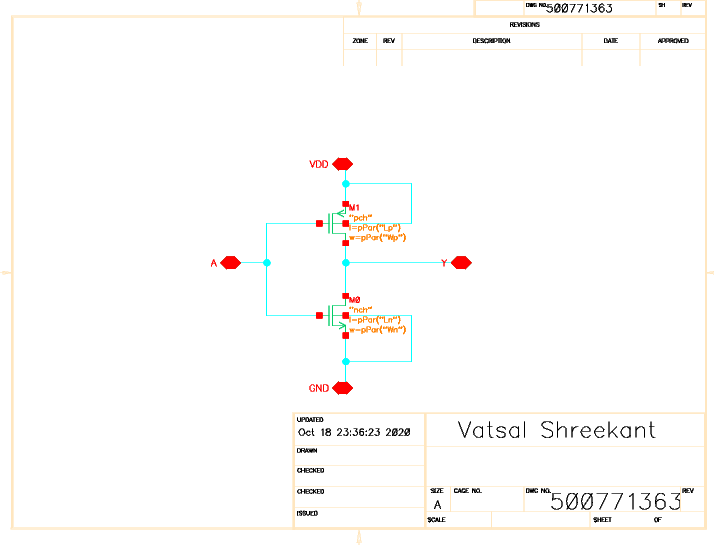 DWG NO. 500771363 SH REV
REVISIONS
ZONE REV DESCRIPTION DATE APPROVED
VDD
M1
"pch"
l=pPar("Lp")
w=pPar("Wp")
A
Y
M0
"nch"
l=pPar("Ln")
w=pPar("Wn")
GND
UPDATED
Oct 18 23:36:23 2020
Vatsal Shreekant
DRAWN
CHECKED
CHECKED
ISSUED
SIZE CAGE NO. DWG NO. REV
A 500771363
SCALE SHEET OF